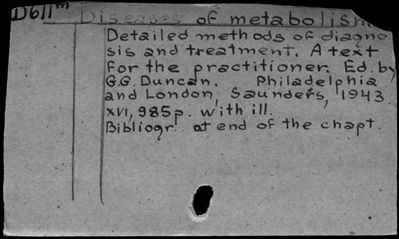 D611m Diseases of metabolism.
Detailed methods of diagno-
sis and treatment. A text
for the practitioner. Ed. by
G.G. Duncan. Philadelphia
and London, Saunders, 1943
XVI, 985p. with ill.
Bibliogr. at end of the chapt.